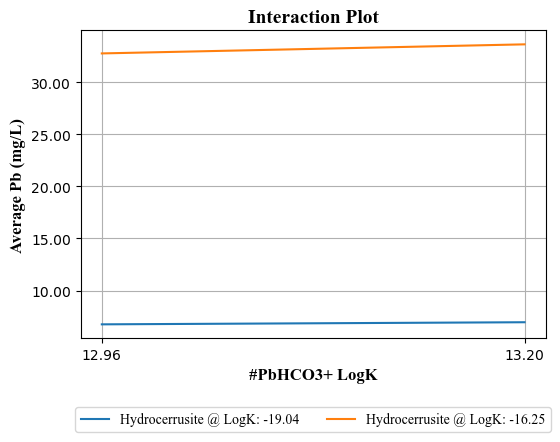 Interaction Plot
30.00
25.00
20.00
15.00
10.00
Average Pb (mg/L)
12.96
13.20
#PbHCO3+ LogK
Hydrocerrusite @ LogK: -19.04
Hydrocerrusite @ LogK: -16.25